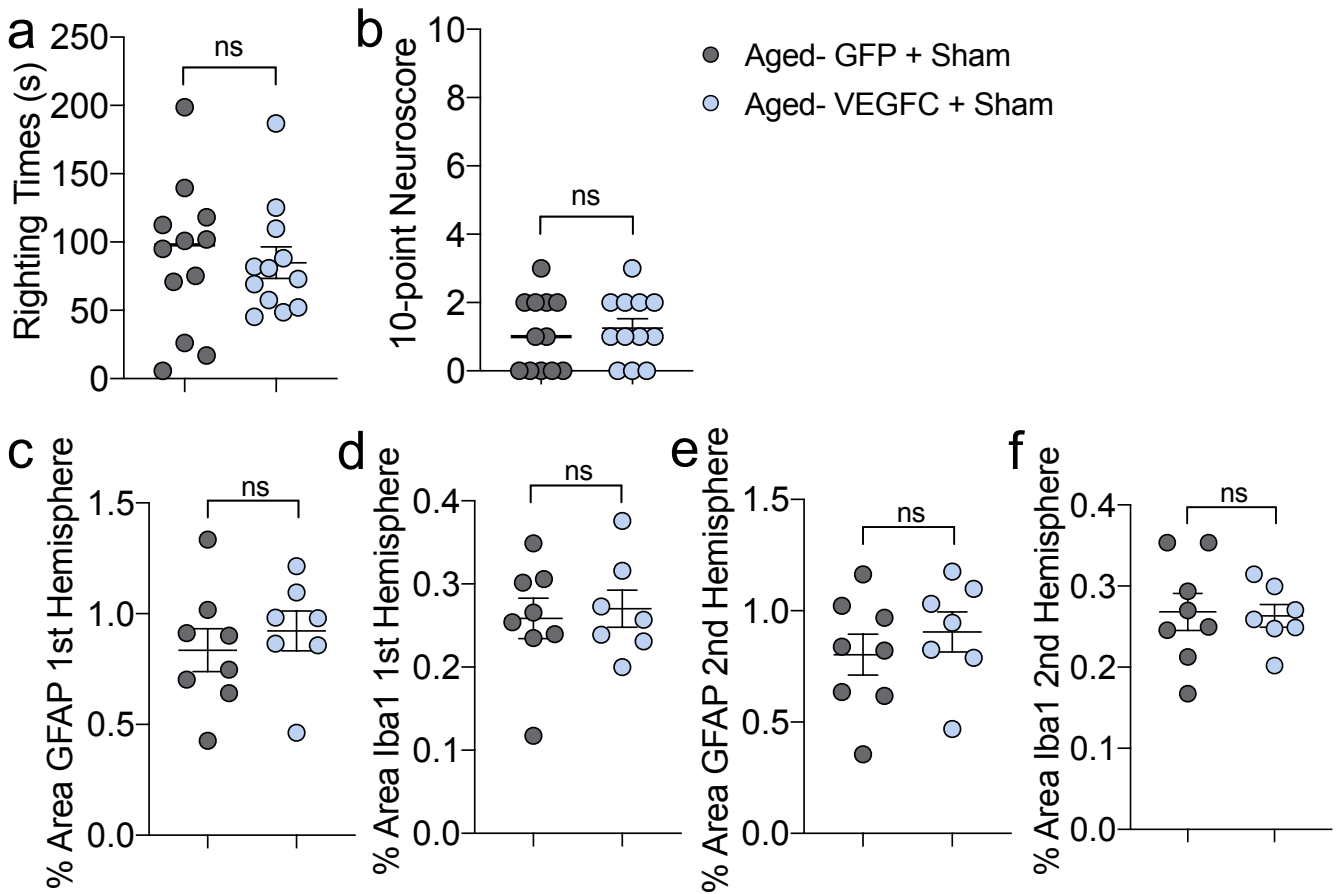 a
Righting Times (s)
250
200
150
100
50
0
ns
b
10-point Neuroscore
10
8
6
4
2
0
ns
Aged- GFP + Sham
Aged- VEGFC + Sham
c
% Area GFAP 1st Hemisphere
1.5
1.0
0.5
0.0
ns
d
% Area Iba1 1st Hemisphere
0.4
0.3
0.2
0.1
0.0
ns
e
% Area GFAP 2nd Hemisphere
1.5
1.0
0.5
0.0
ns
f
% Area Iba1 2nd Hemisphere
0.4
0.3
0.2
0.1
0.0
ns